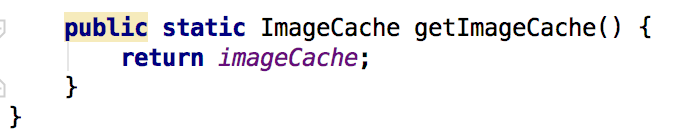 public static ImageCache getImageCache() {
        return imageCache;
    }
}